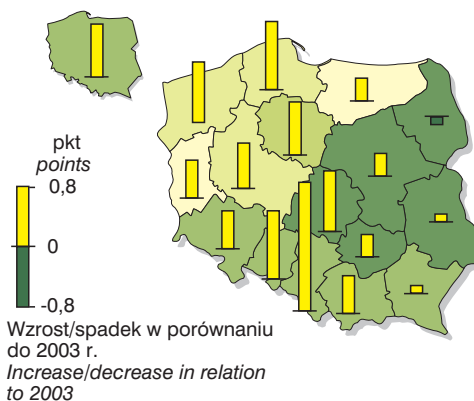 pkt
points
0,8
0
-0,8
Wzrost/spadek w porównaniu
do 2003 r.
Increase/decrease in relation
to 2003